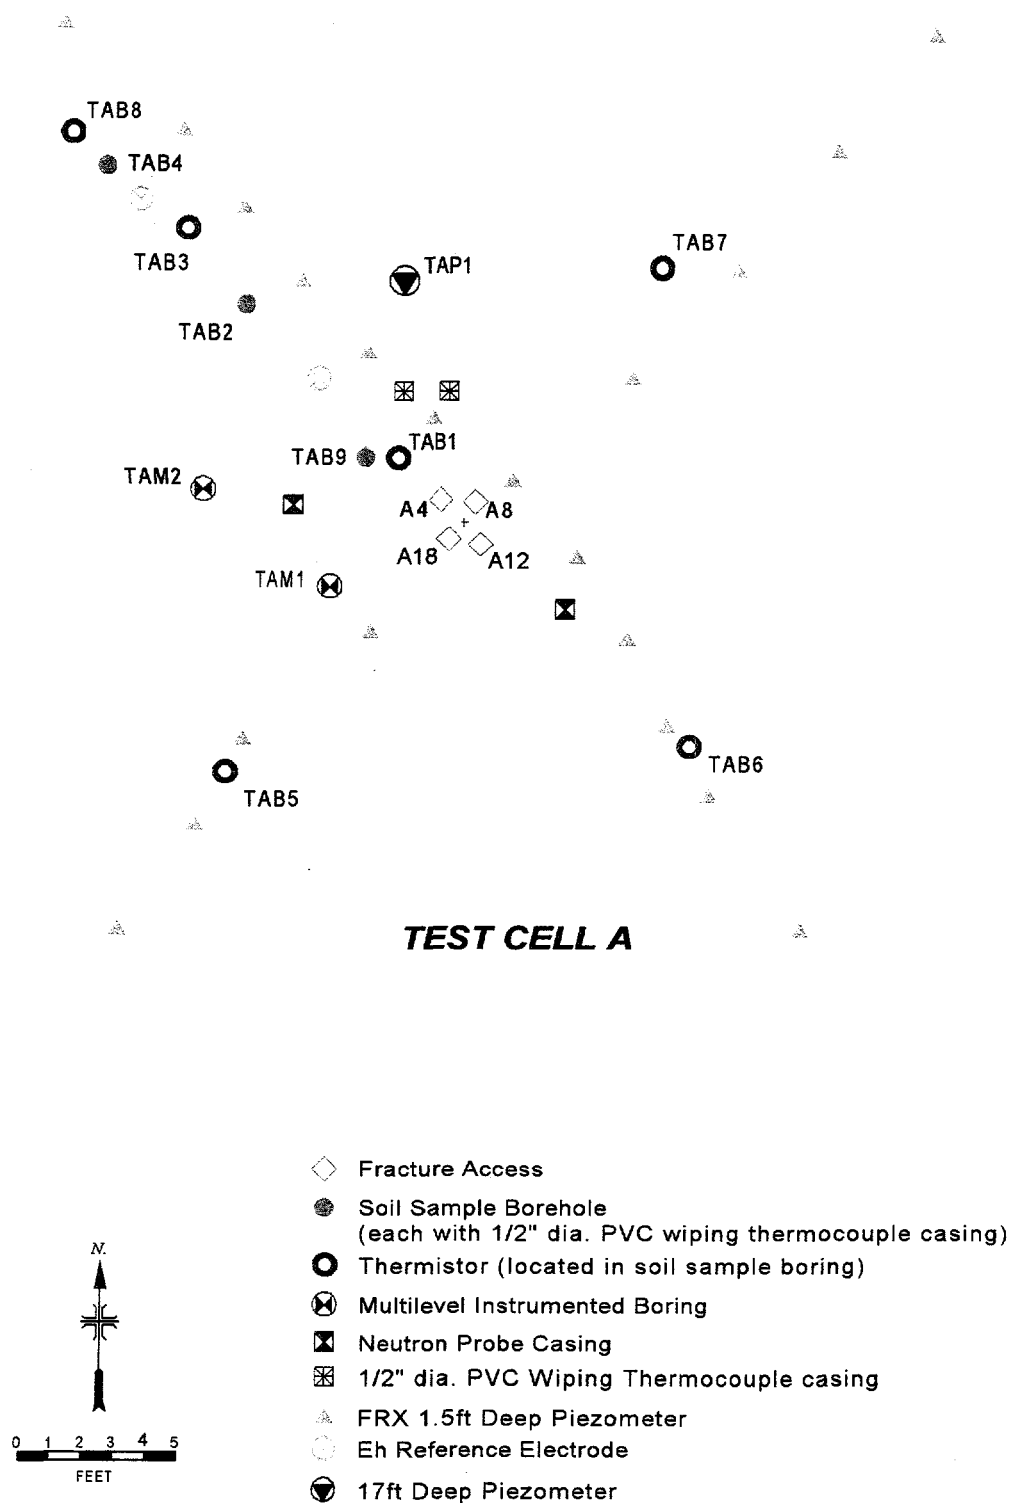 TAB8
TAB4
TAB3
TAB7
TAP1
TAB2
TAB1
TAB9
TAM2
A4
A8
A18
A12
TAM1
TAB6
TAB5
TEST CELL A
Fracture Access
Soil Sample Borehole
(each with 1/2" dia. PVC wiping thermocouple casing)
Thermistor (located in soil sample boring)
Multilevel Instrumented Boring
Neutron Probe Casing
1/2" dia. PVC Wiping Thermocouple casing
FRX 1.5ft Deep Piezometer
Eh Reference Electrode
17ft Deep Piezometer
N.
0 1 2 3 4 5
FEET